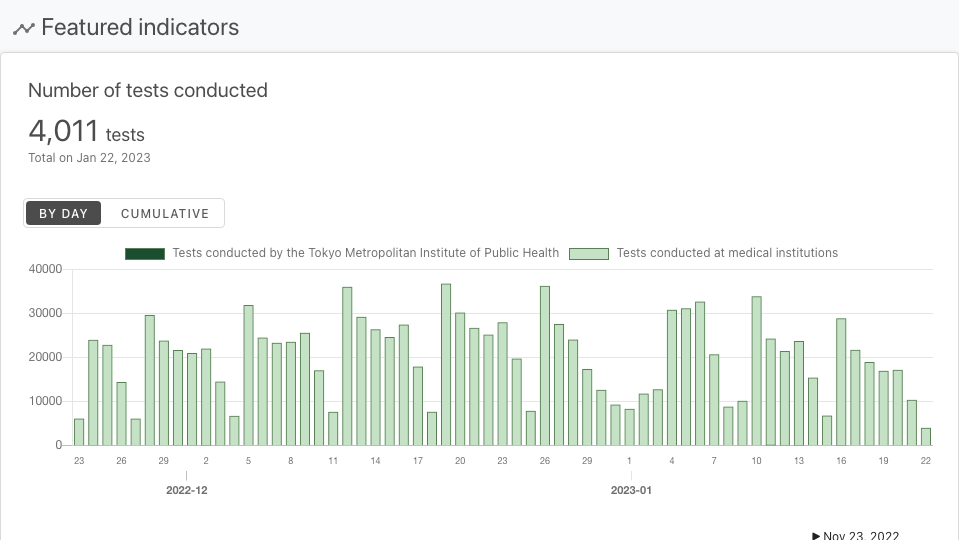 Featured indicators
Number of tests conducted
4,011 tests
Total on Jan 22, 2023
BY DAY CUMULATIVE
Tests conducted by the Tokyo Metropolitan Institute of Public Health Tests conducted at medical institutions
40000
30000
20000
10000
0
23 26 29 2 5 8 11 14 17 20 23 26 29 1 4 7 10 13 16 19 22
2022-12 2023-01
Nov 23, 2022